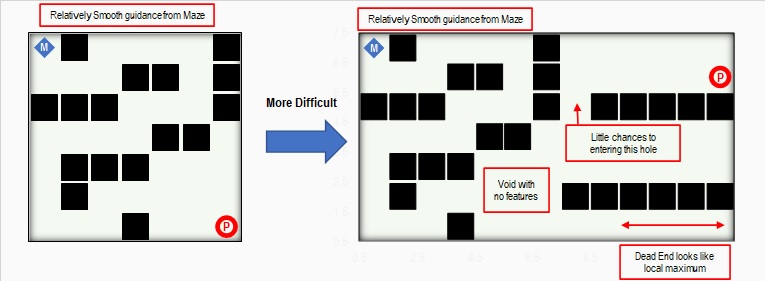 Relatively Smooth guidance from Maze
M
P
More Difficult
Relatively Smooth guidance from Maze
M
P
Little chances to
entering this hole
Void with
no features
Dead End looks like
local maximum